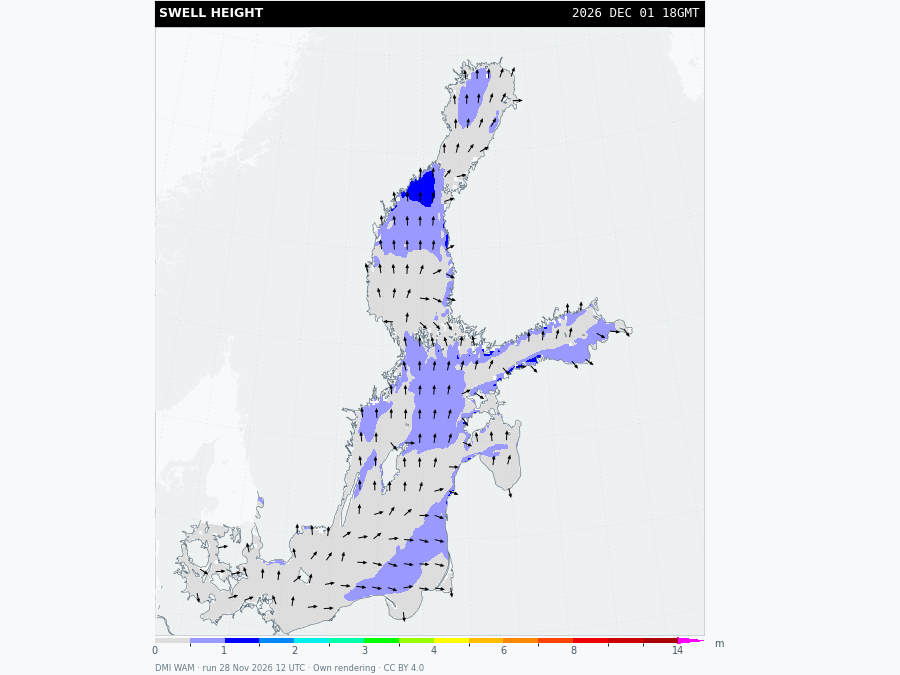 SWELL HEIGHT 2026 DEC 01 18GMT
0 1 2 3 4 6 8 14 m
DMI WAM · run 28 Nov 2026 12 UTC · Own rendering · CC BY 4.0